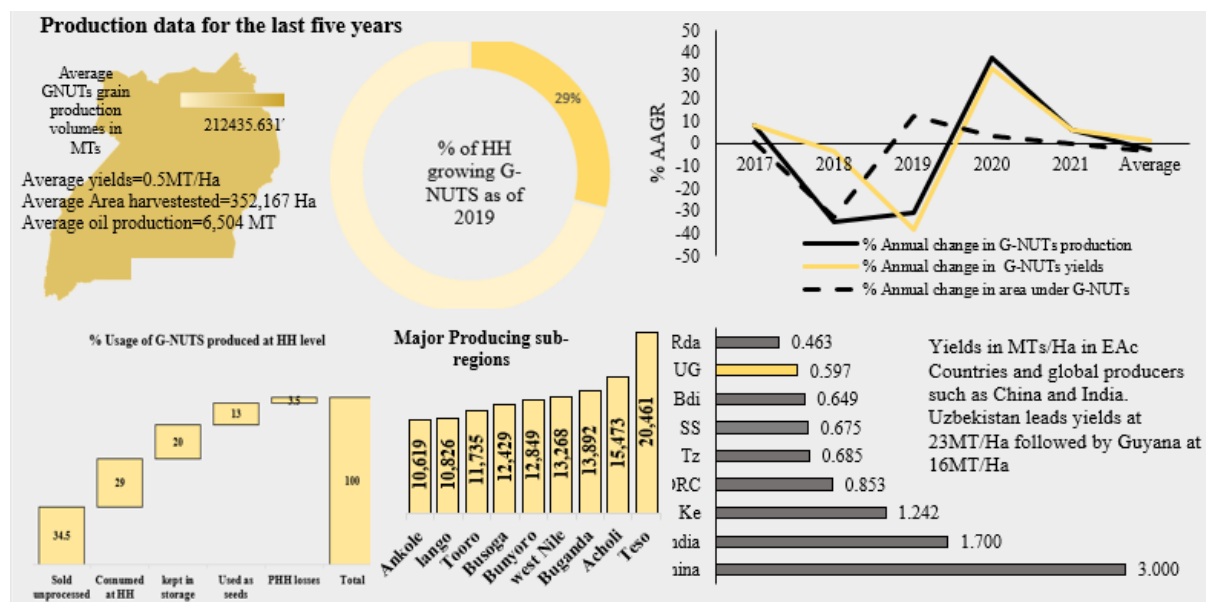 Production data for the last five years
Average
GNUTs grain
production
volumes in
MTs
212435.631
Average yields=0.5MT/Ha
Average Area harvestested=352,167 Ha
Average oil production=6,504 MT
29%
% of HH
growing G-
NUTS as of
2019
% AAGR
50
40
30
20
10
0
-10
-20
-30
-40
-50
2017 2018 2019 2020 2021 Average
% Annual change in G-NUTs production
% Annual change in G-NUTs yields
% Annual change in area under G-NUTs
% Usage of G-NUTS produced at HH level
34.5
29
20
13
3.5
100
Sold unprocessed
Consumed at HH
kept in storage
Used as seeds
PHH losses
Total
Major Producing sub-
regions
10,619
10,826
11,735
12,429
12,849
13,268
13,892
15,473
20,461
Ankole
lango
Tooro
Busoga
Bunyoro
west Nile
Buganda
Acholi
Teso
Rda 0.463
UG 0.597
Bdi 0.649
SS 0.675
Tz 0.685
DRC 0.853
Ke 1.242
ndia 1.700
hina 3.000
Yields in MTs/Ha in EAc
Countries and global producers
such as China and India.
Uzbekistan leads yields at
23MT/Ha followed by Guyana at
16MT/Ha